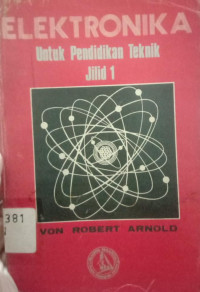 ELEKTRONIKA
Untuk Pendidikan Teknik
Jilid 1
381
VON ROBERT ARNOLD